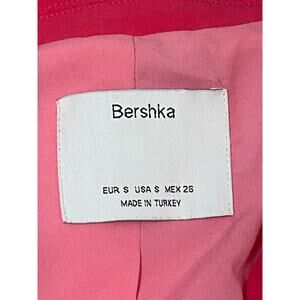 Bershka
EUR S USA S MEX 26
MADE IN TURKEY